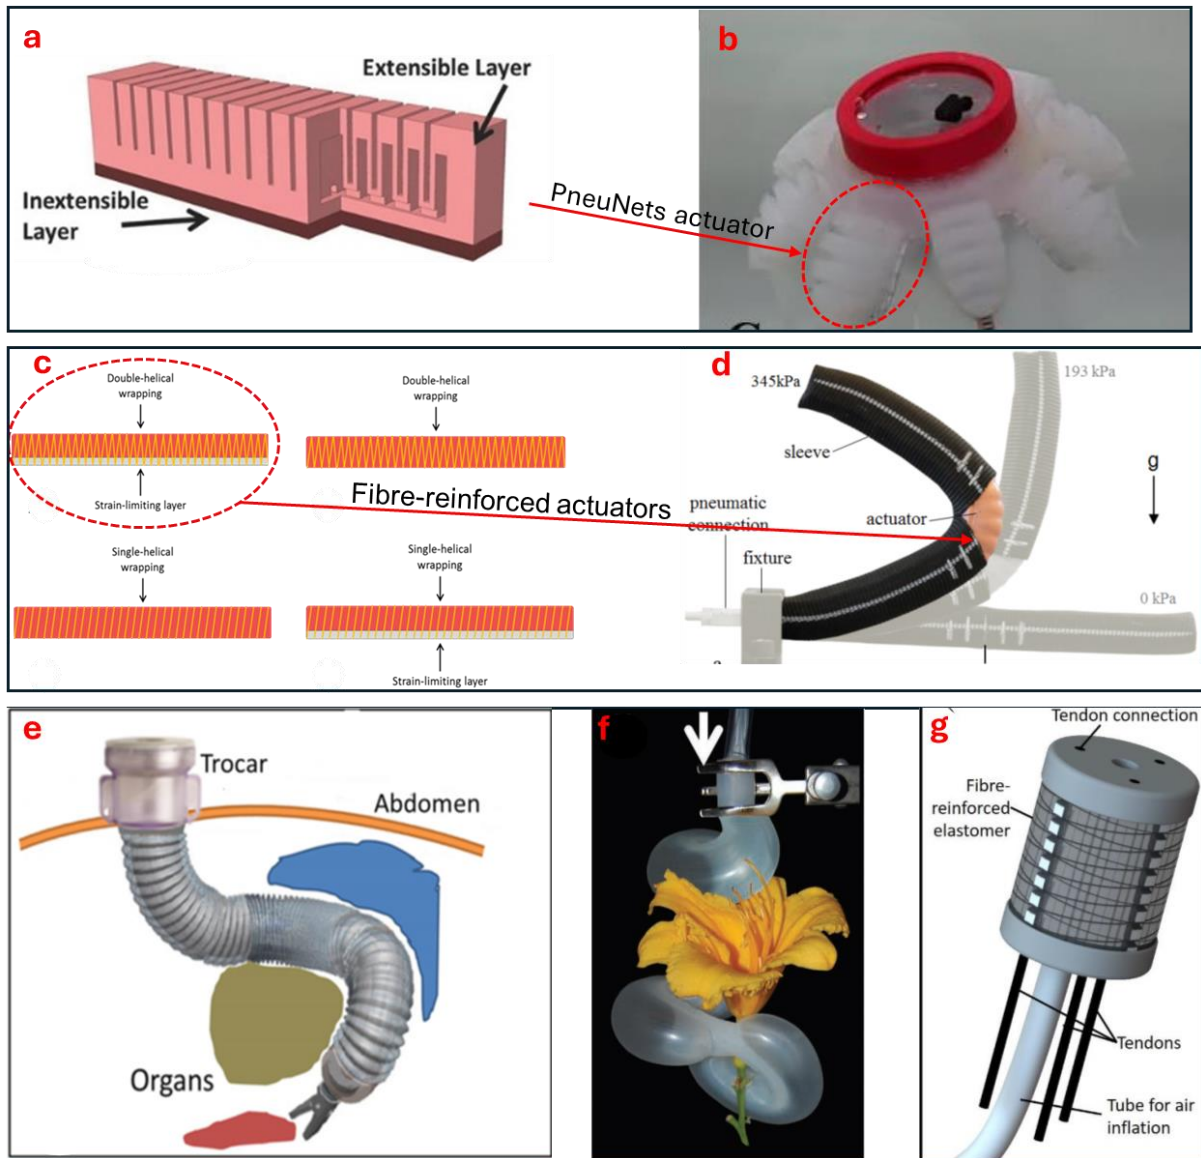 a
Extensible Layer
Inextensible
Layer
PneuNets actuator
b
c
Double-helical
wrapping
Strain-limiting layer
Double-helical
wrapping
Fibre-reinforced actuators
Single-helical
wrapping
Single-helical
wrapping
Strain-limiting layer
d
345kPa
193 kPa
sleeve
g
pneumatic
connection
actuator
fixture
0 kPa
e
Trocar
Abdomen
Organs
f
g
Tendon connection
Fibre-
reinforced
elastomer
Tendons
Tube for air
inflation